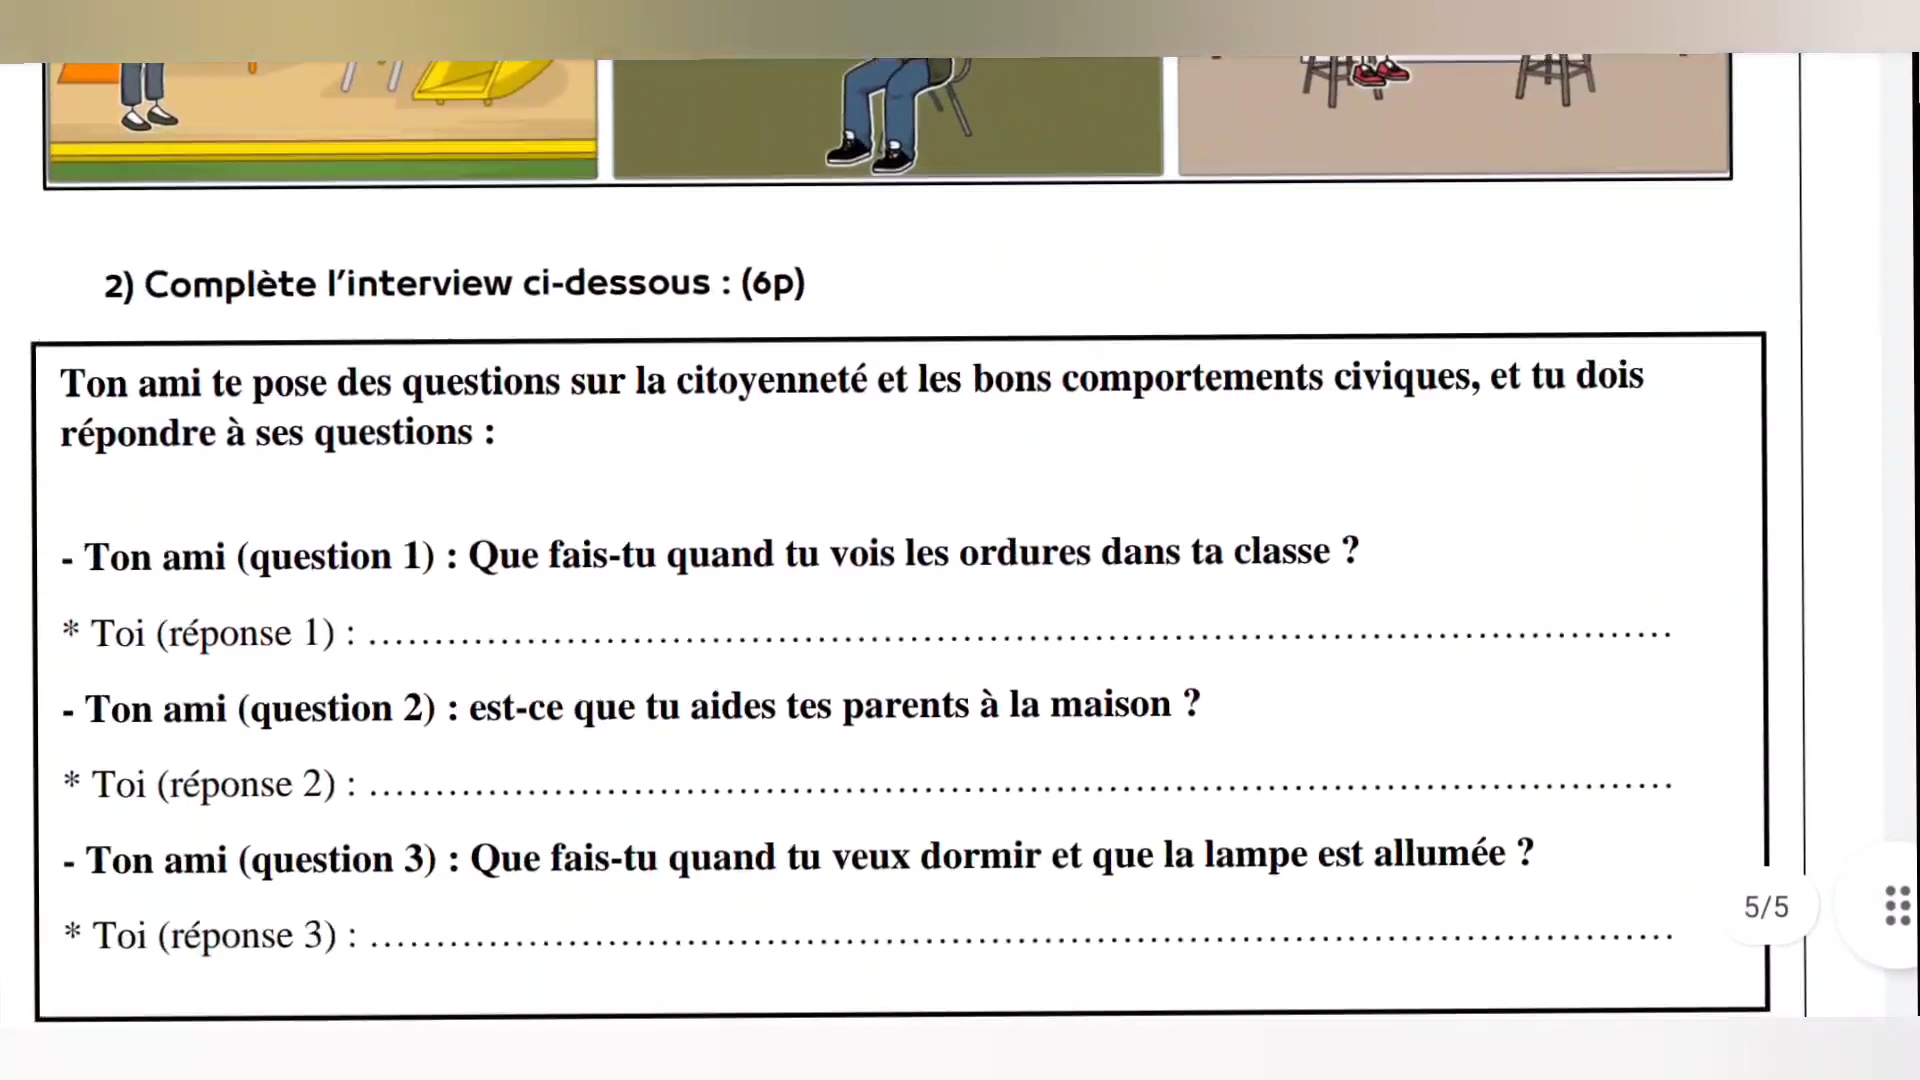 2) Complète l'interview ci-dessous : (6p)
Ton ami te pose des questions sur la citoyenneté et les bons comportements civiques, et tu dois
répondre à ses questions :
- Ton ami (question 1) : Que fais-tu quand tu vois les ordures dans ta classe ?
* Toi (réponse 1) : ........................................................................................................
- Ton ami (question 2) : est-ce que tu aides tes parents à la maison ?
* Toi (réponse 2) : ........................................................................................................
- Ton ami (question 3) : Que fais-tu quand tu veux dormir et que la lampe est allumée ?
5/5
* Toi (réponse 3) : ........................................................................................................